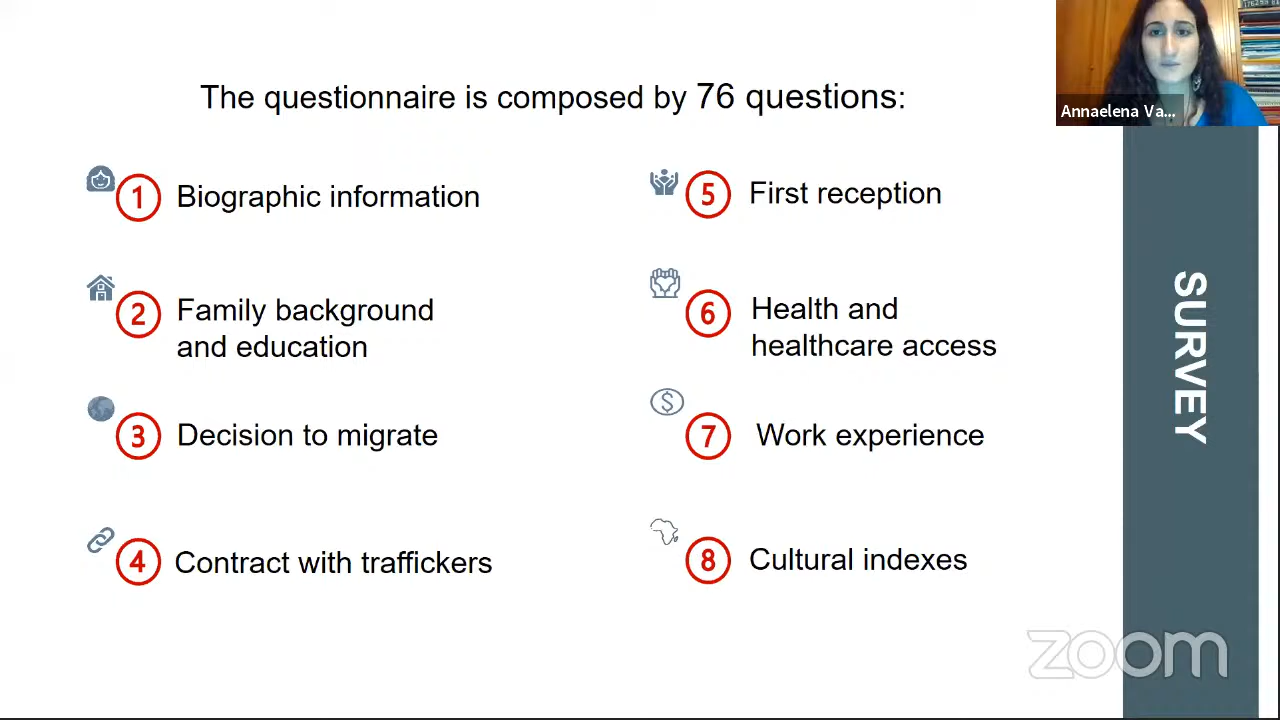 The questionnaire is composed by 76 questions:
Annaelena Va...
1 Biographic information
2 Family background
and education
3 Decision to migrate
4 Contract with traffickers
5 First reception
6 Health and
healthcare access
7 Work experience
8 Cultural indexes
SURVEY
zoom